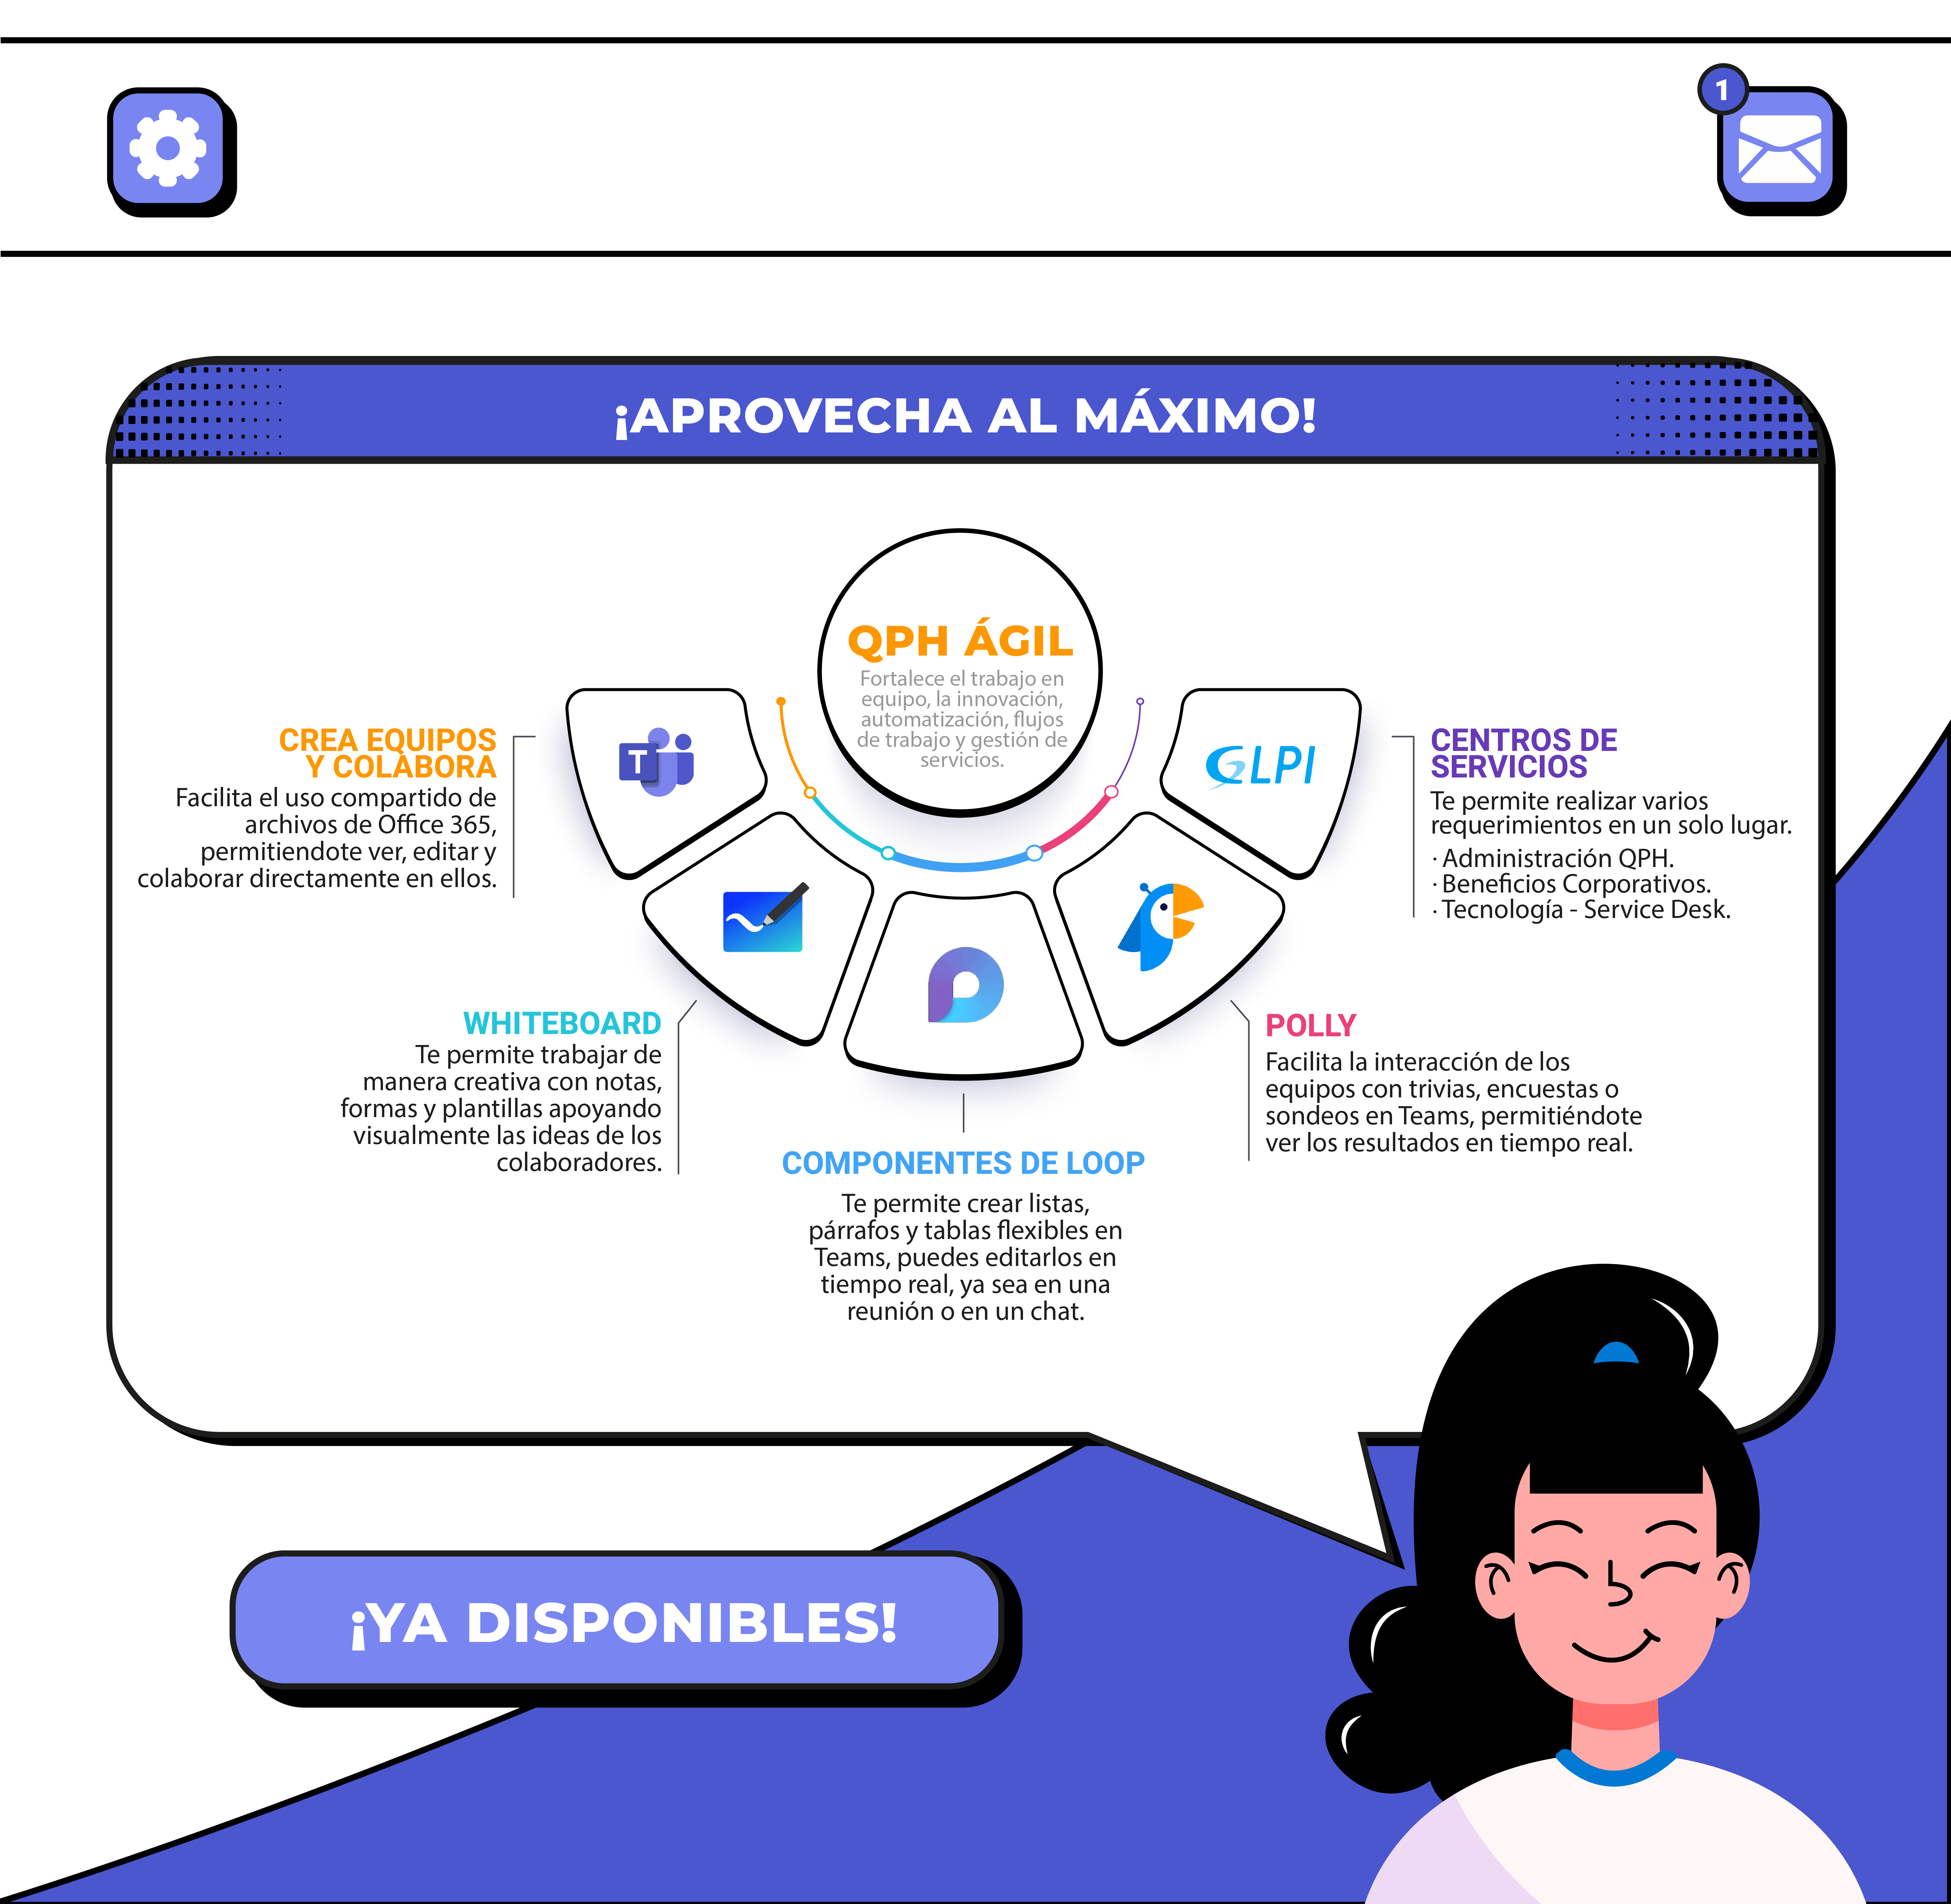 1
¡APROVECHA AL MÁXIMO!
QPH ÁGIL
Fortalece el trabajo en
equipo, la innovación,
automatización, flujos
de trabajo y gestión de
servicios.
CREA EQUIPOS
Y COLABORA
Facilita el uso compartido de
archivos de Office 365,
permitiendote ver, editar y
colaborar directamente en ellos.
T
GLPI
CENTROS DE
SERVICIOS
Te permite realizar varios
requerimientos en un solo lugar.
· Administración QPH.
· Beneficios Corporativos.
· Tecnología - Service Desk.
WHITEBOARD
Te permite trabajar de
manera creativa con notas,
formas y plantillas apoyando
visualmente las ideas de los
colaboradores.
COMPONENTES DE LOOP
Te permite crear listas,
párrafos y tablas flexibles en
Teams, puedes editarlos en
tiempo real, ya sea en una
reunión o en un chat.
POLLY
Facilita la interacción de los
equipos con trivias, encuestas o
sondeos en Teams, permitiéndote
ver los resultados en tiempo real.
¡YA DISPONIBLES!